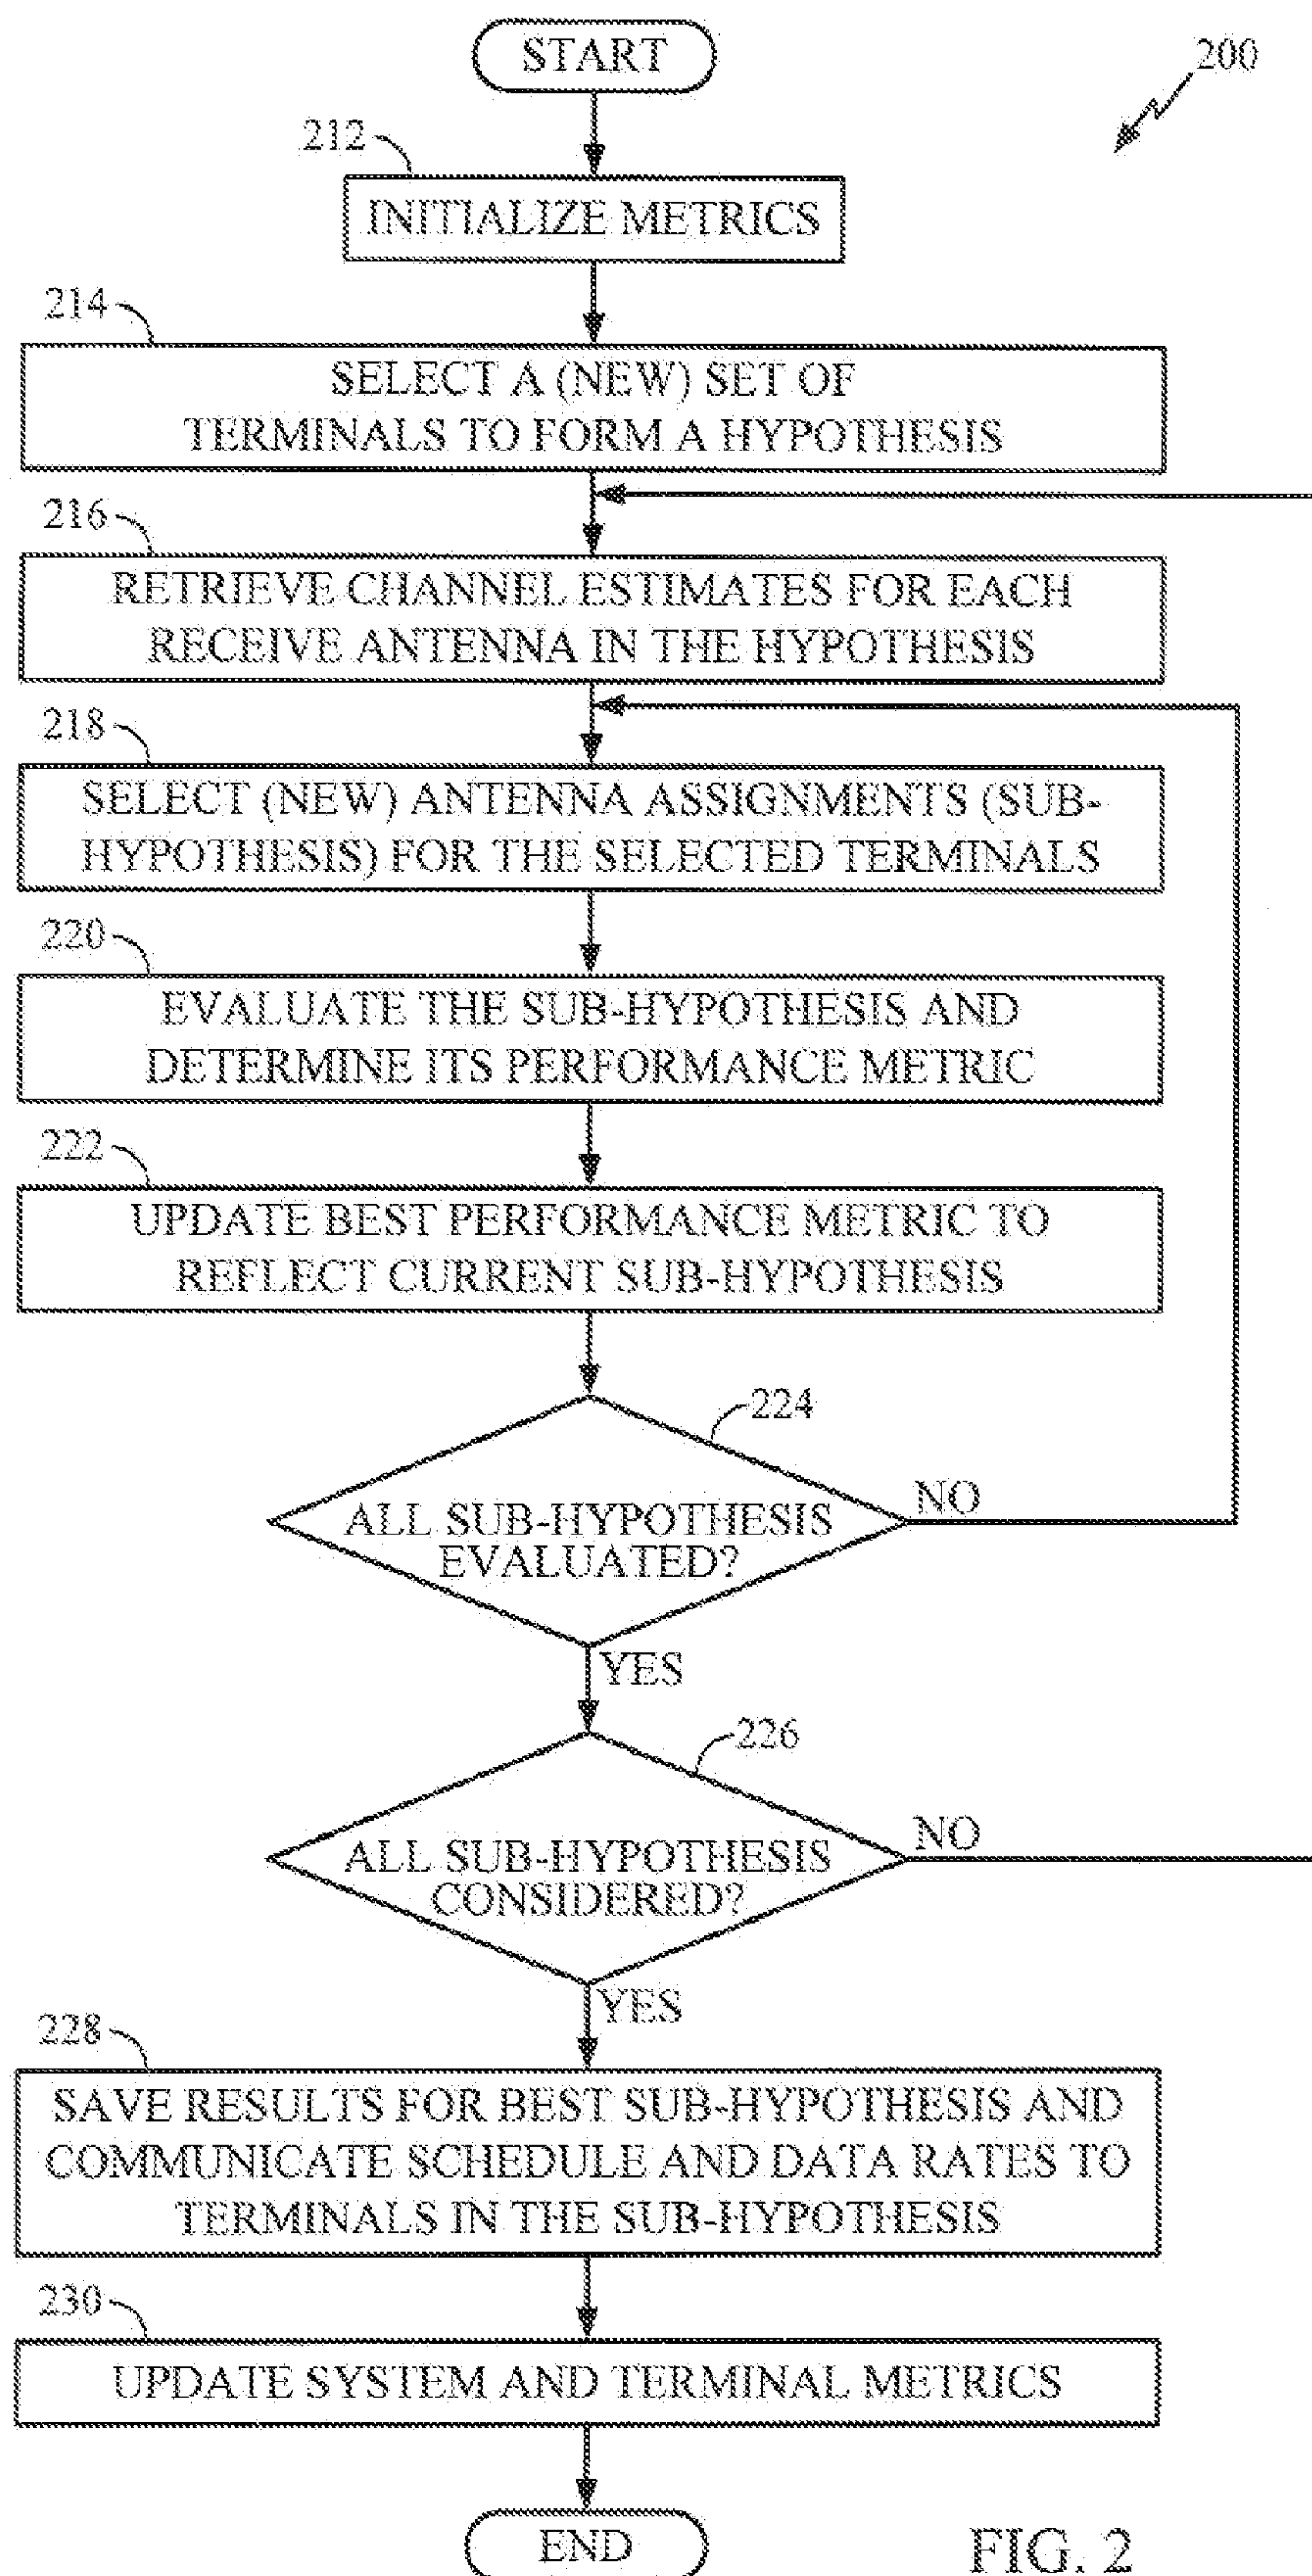 START
200
212
INITIALIZE METRICS
214
SELECT A (NEW) SET OF
TERMINALS TO FORM A HYPOTHESIS
216
RETRIEVE CHANNEL ESTIMATES FOR EACH
RECEIVE ANTENNA IN THE HYPOTHESIS
218
SELECT (NEW) ANTENNA ASSIGNMENTS (SUB-
HYPOTHESIS) FOR THE SELECTED TERMINALS
220
EVALUATE THE SUB-HYPOTHESIS AND
DETERMINE ITS PERFORMANCE METRIC
222
UPDATE BEST PERFORMANCE METRIC TO
REFLECT CURRENT SUB-HYPOTHESIS
224
NO
ALL SUB-HYPOTHESIS
EVALUATED?
YES
226
NO
ALL SUB-HYPOTHESIS
CONSIDERED?
YES
228
SAVE RESULTS FOR BEST SUB-HYPOTHESIS AND
COMMUNICATE SCHEDULE AND DATA RATES TO
TERMINALS IN THE SUB-HYPOTHESIS
230
UPDATE SYSTEM AND TERMINAL METRICS
END
FIG. 2